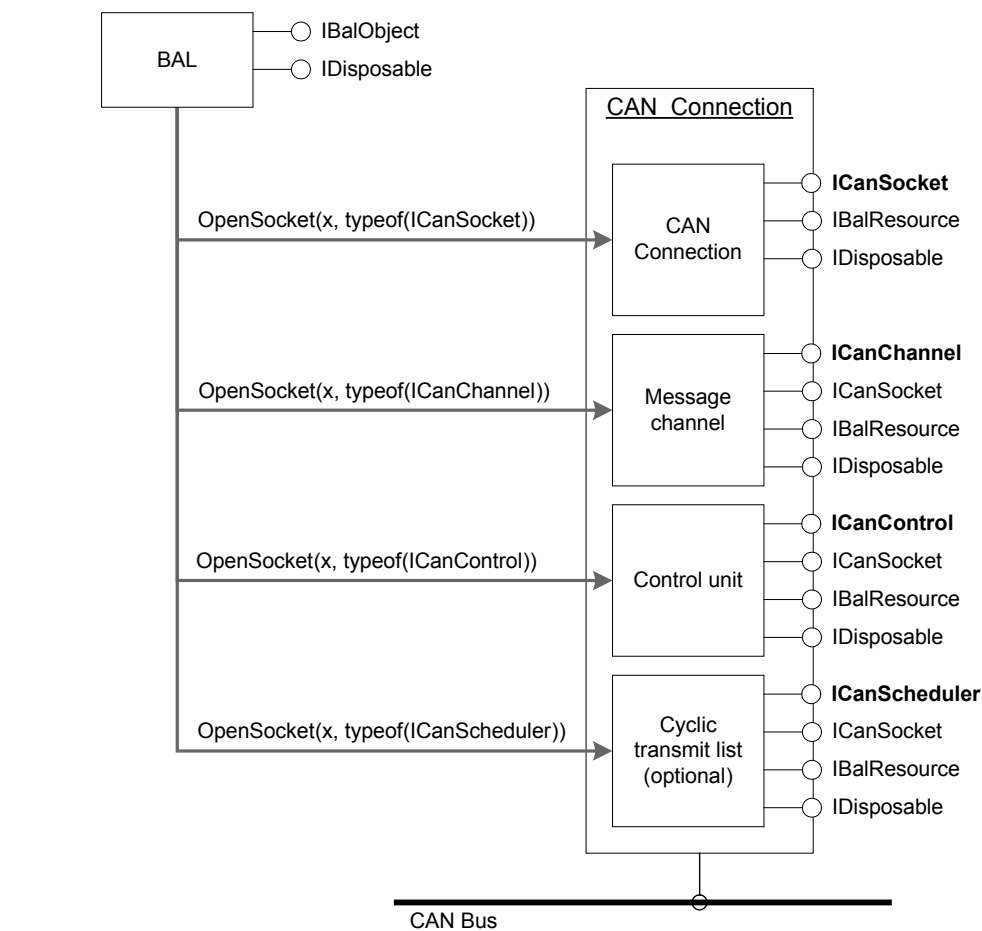 BAL
IBalObject
IDisposable
CAN Connection
OpenSocket(x, typeof(ICanSocket))
CAN
Connection
ICanSocket
IBalResource
IDisposable
OpenSocket(x, typeof(ICanChannel))
Message
channel
ICanChannel
ICanSocket
IBalResource
IDisposable
OpenSocket(x, typeof(ICanControl))
Control unit
ICanControl
ICanSocket
IBalResource
IDisposable
OpenSocket(x, typeof(ICanScheduler))
Cyclic
transmit list
(optional)
ICanScheduler
ICanSocket
IBalResource
IDisposable
CAN Bus